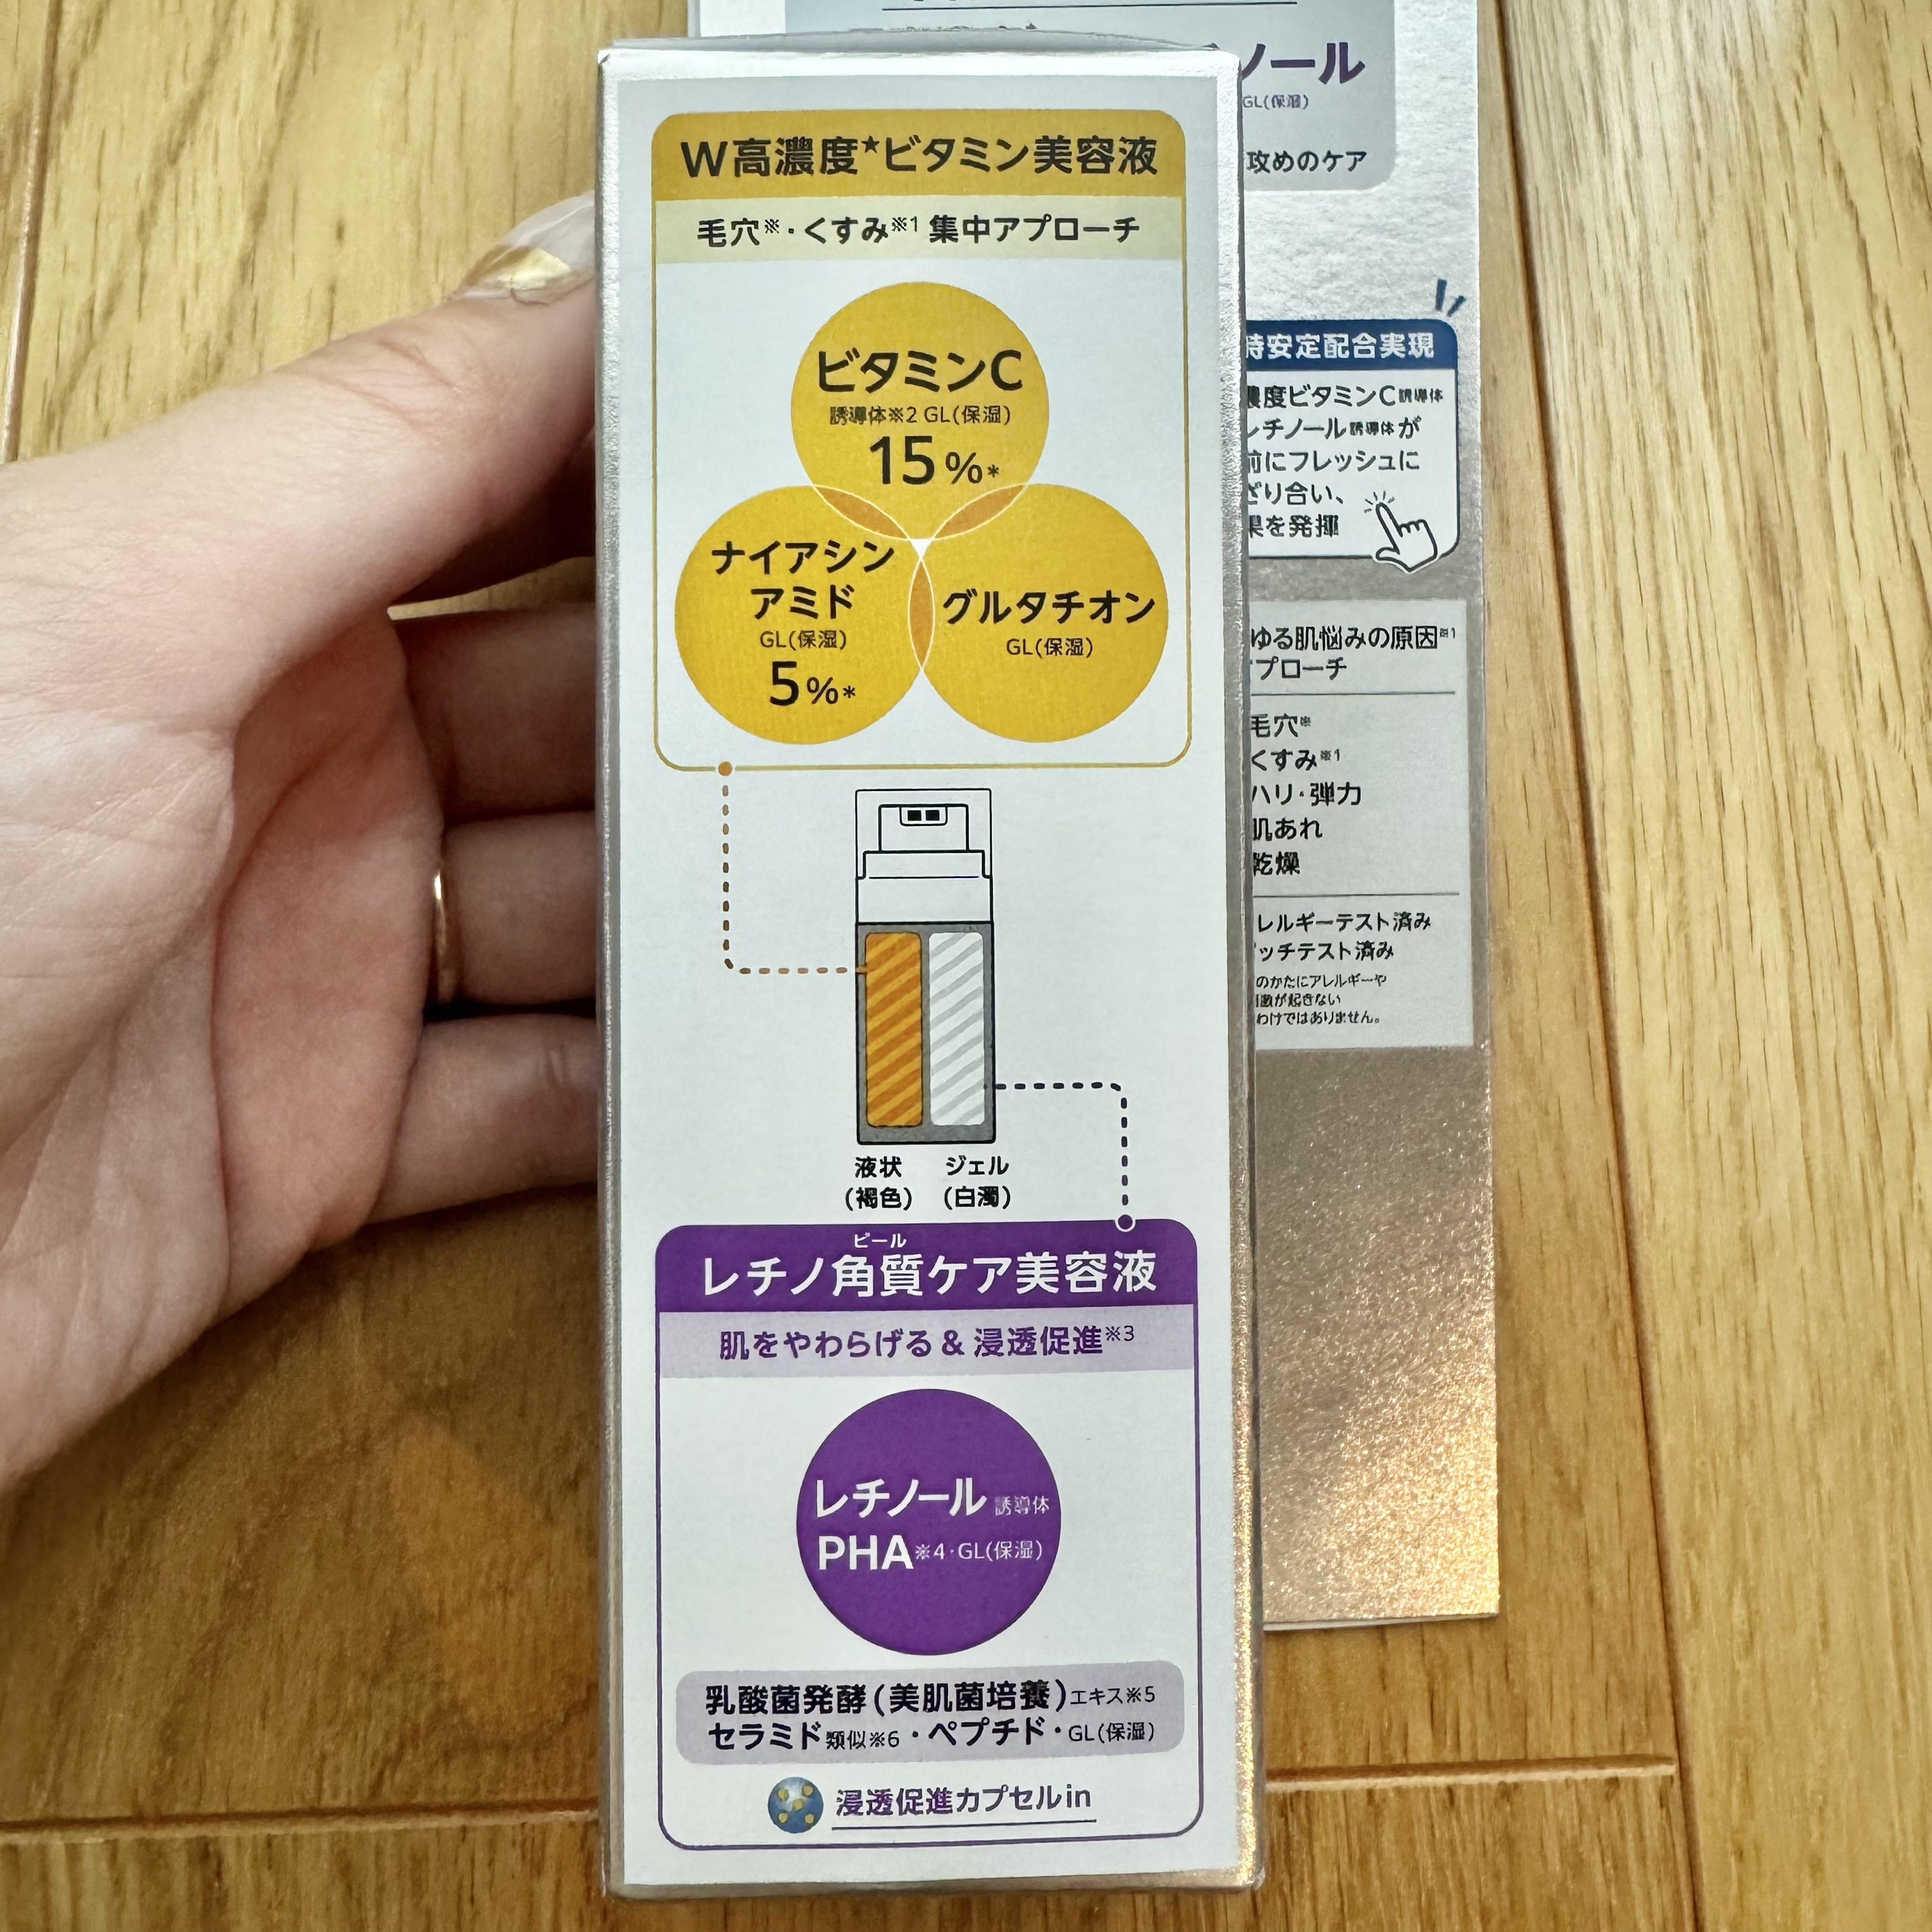 W高濃度★ビタミン美容液
毛穴※・くすみ※1 集中アプローチ
ビタミンC
誘導体※2 GL(保湿)
15%*
ナイアシン
アミド
GL(保湿)
5%*
グルタチオン
GL(保湿)
液状
(褐色)
ジェル
(白濁)
ピール
レチノ角質ケア美容液
肌をやわらげる & 浸透促進※3
レチノール 誘導体
PHA※4・GL(保湿)
乳酸菌発酵(美肌菌培養)エキス※5
セラミド類似※6・ペプチド・GL(保湿)
浸透促進カプセルin
ノール
GL(保湿)
攻めのケア
時安定配合実現
濃度ビタミンC誘導体
レチノール誘導体が
前にフレッシュに
ざり合い、
果を発揮
ゆる肌悩みの原因※1
プローチ
毛穴※
くすみ※1
ハリ・弾力
肌あれ
乾燥
レルギーテスト済み
ッチテスト済み
のかたにアレルギーや
激が起きない
わけではありません。